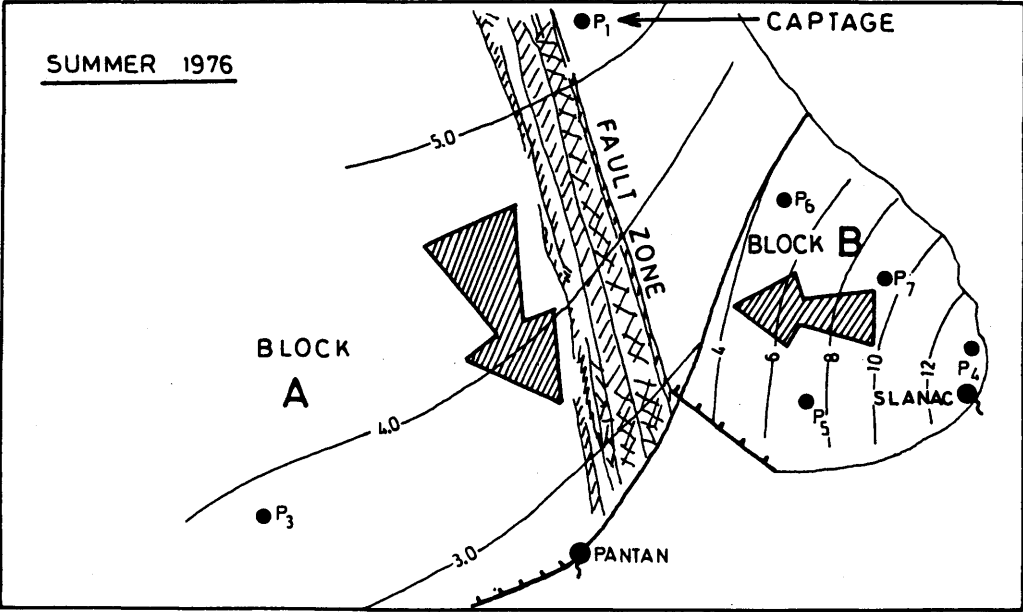 P1
CAPTAGE
SUMMER 1976
5.0
FAULT ZONE
P6
BLOCK B
P7
BLOCK
A
4
6
8
10
12
P4
SLANAC
P5
4.0
P3
3.0
PANTAN